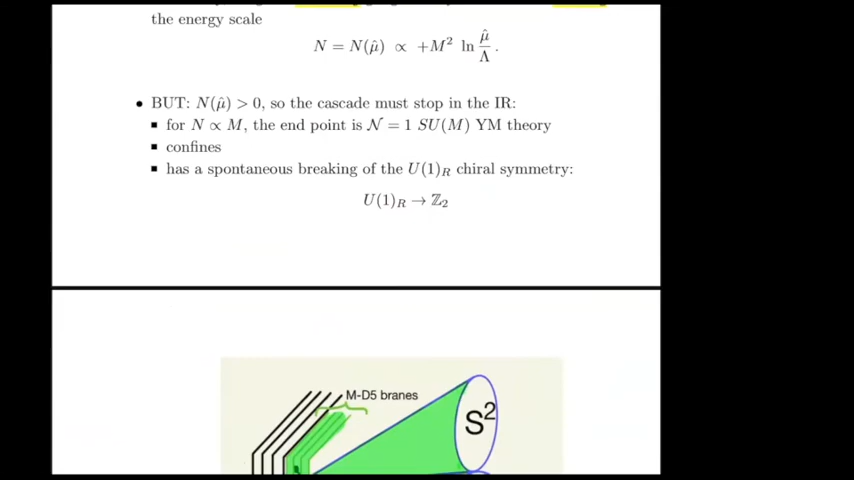 the energy scale
N = N(μ̂) ∝ +M² ln μ̂/Λ .
• BUT: N(μ̂) > 0, so the cascade must stop in the IR:
▪ for N ∝ M, the end point is 𝒩 = 1 SU(M) YM theory
▪ confines
▪ has a spontaneous breaking of the U(1)_R chiral symmetry:
U(1)_R → ℤ₂
M-D5 branes
S²